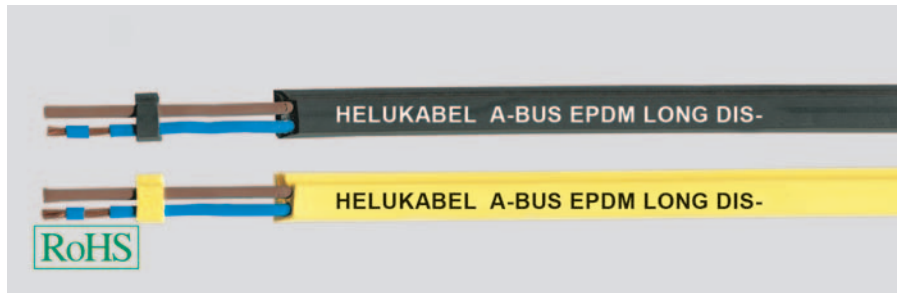 HELUKABEL A-BUS EPDM LONG DIS-
HELUKABEL A-BUS EPDM LONG DIS-
RoHS